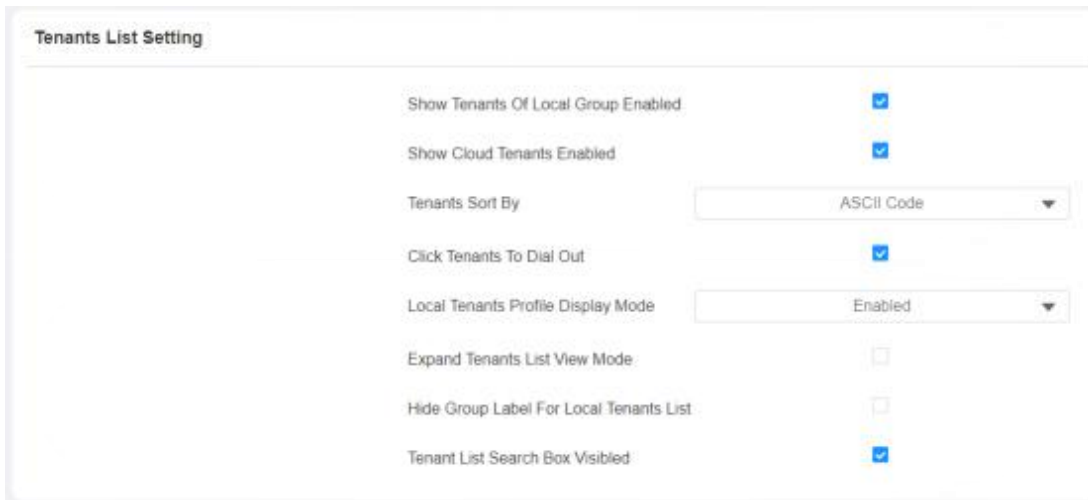 Tenants List Setting
Show Tenants Of Local Group Enabled
Show Cloud Tenants Enabled
Tenants Sort By ASCII Code
Click Tenants To Dial Out
Local Tenants Profile Display Mode Enabled
Expand Tenants List View Mode
Hide Group Label For Local Tenants List
Tenant List Search Box Visibled